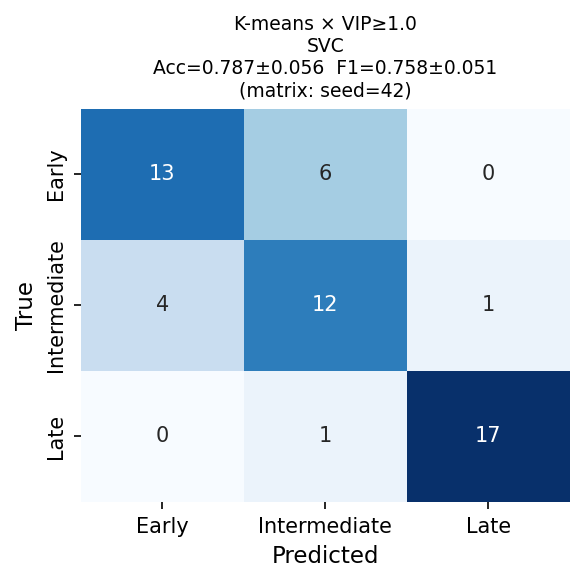 K-means × VIP≥1.0
SVC
Acc=0.787±0.056  F1=0.758±0.051
(matrix: seed=42)
True
Early
13
6
0
Intermediate
4
12
1
Late
0
1
17
Early
Intermediate
Late
Predicted